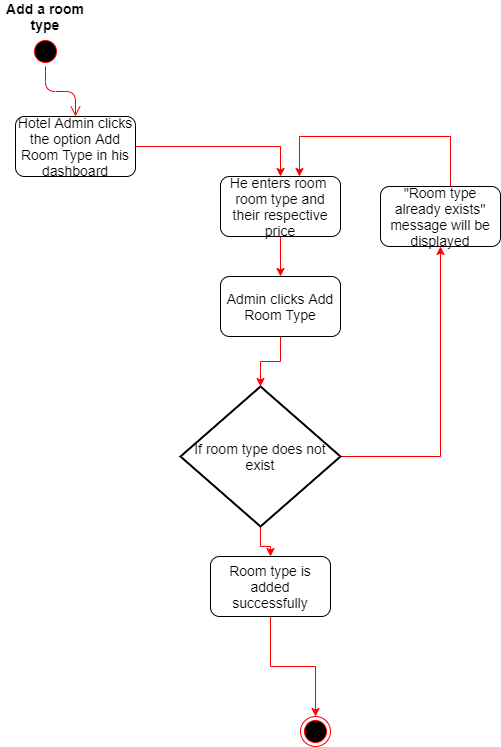 Add a room
type
Hotel Admin clicks
the option Add
Room Type in his
dashboard
He enters room
room type and
their respective
price
"Room type
already exists"
message will be
displayed
Admin clicks Add
Room Type
If room type does not
exist
Room type is
added
successfully